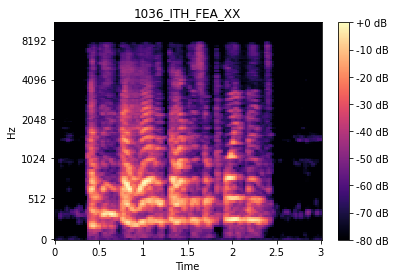 1036_ITH_FEA_XX
+0 dB
8192
-10 dB
4096
-20 dB
-30 dB
2048
-40 dB
Hz
1024
-50 dB
-60 dB
512
-70 dB
0
-80 dB
0 0.5 1 1.5 2 2.5 3
Time